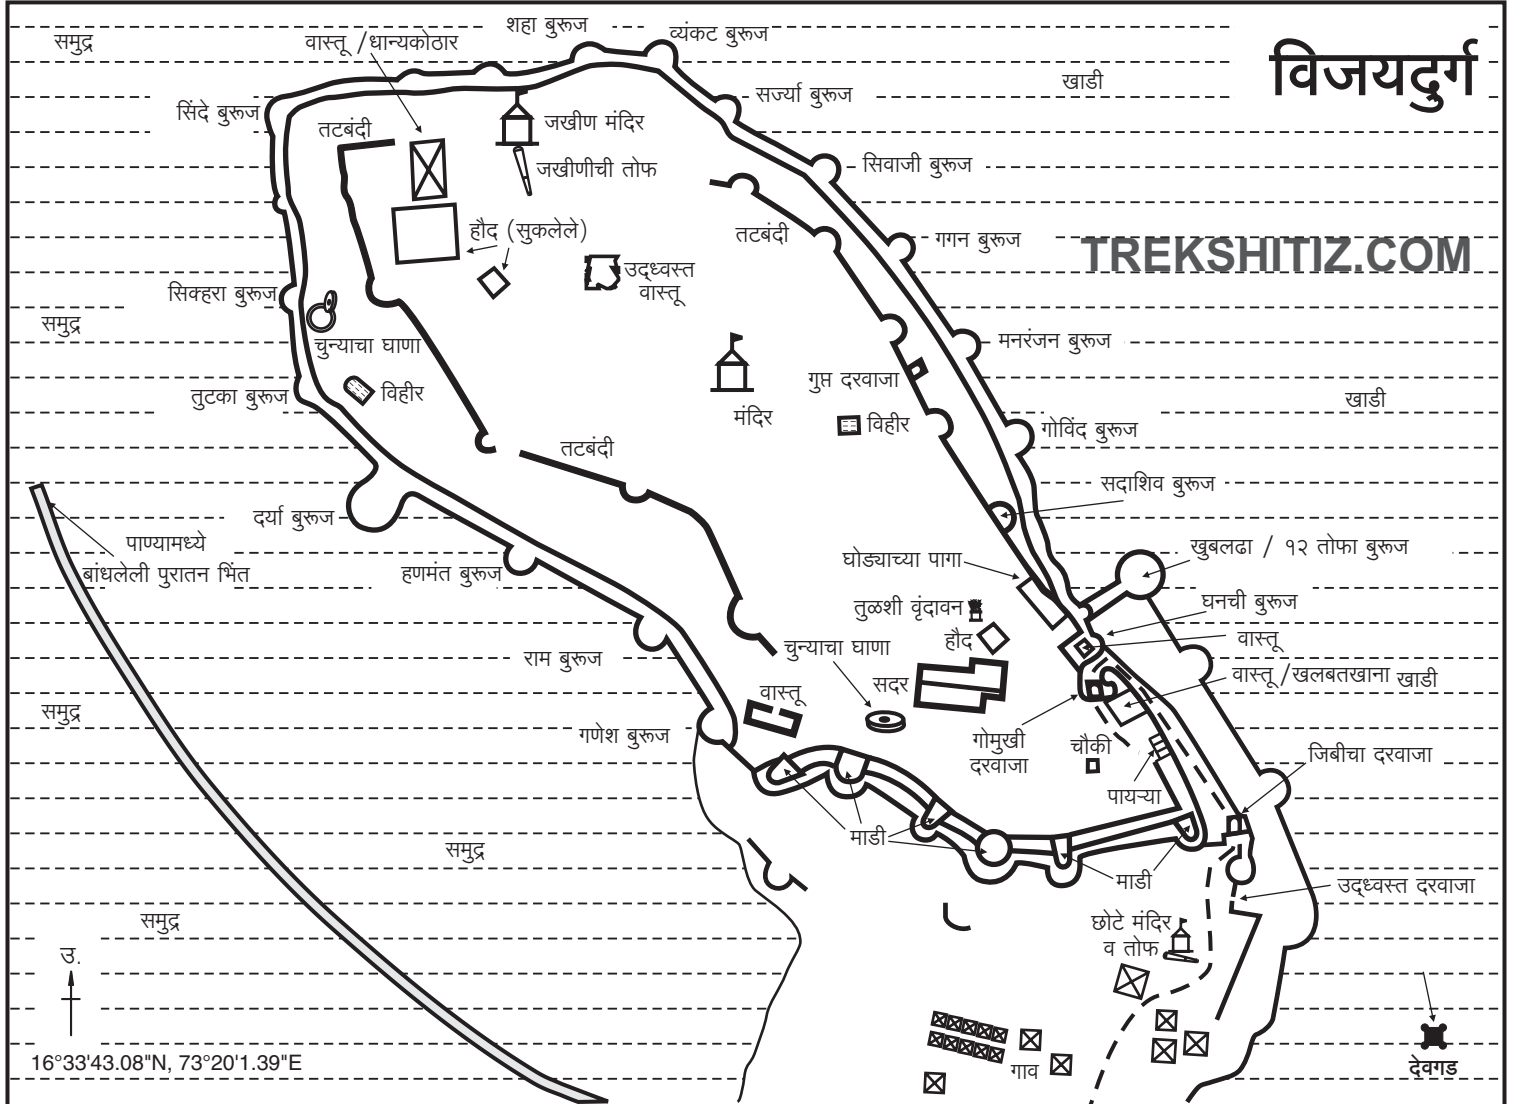 समुद्र
वास्तू /धान्यकोठार
शहा बुरूज
व्यंकट बुरूज
विजयदुर्ग
खाडी
सर्ज्या बुरूज
सिंदे बुरूज
तटबंदी
जखीण मंदिर
जखीणीची तोफ
सिवाजी बुरूज
हौद (सुकलेले)
तटबंदी
गगन बुरूज
TREKSHITIZ.COM
उद्ध्वस्त
वास्तू
सिक्हरा बुरूज
समुद्र
चुन्याचा घाणा
मनरंजन बुरूज
गुप्त दरवाजा
तुटका बुरूज
विहीर
मंदिर
विहीर
खाडी
गोविंद बुरूज
तटबंदी
सदाशिव बुरूज
दर्या बुरूज
पाण्यामध्ये
बांधलेली पुरातन भिंत
हणमंत बुरूज
घोड्याच्या पागा
खुबलढा / १२ तोफा बुरूज
घनची बुरूज
तुळशी वृंदावन
हौद
वास्तू
राम बुरूज
चुन्याचा घाणा
सदर
वास्तू /खलबतखाना
खाडी
वास्तू
समुद्र
गणेश बुरूज
गोमुखी
दरवाजा
चौकी
जिबीचा दरवाजा
पायऱ्या
माडी
समुद्र
माडी
उद्ध्वस्त दरवाजा
समुद्र
छोटे मंदिर
व तोफ
उ.
16°33'43.08"N, 73°20'1.39"E
गाव
देवगड